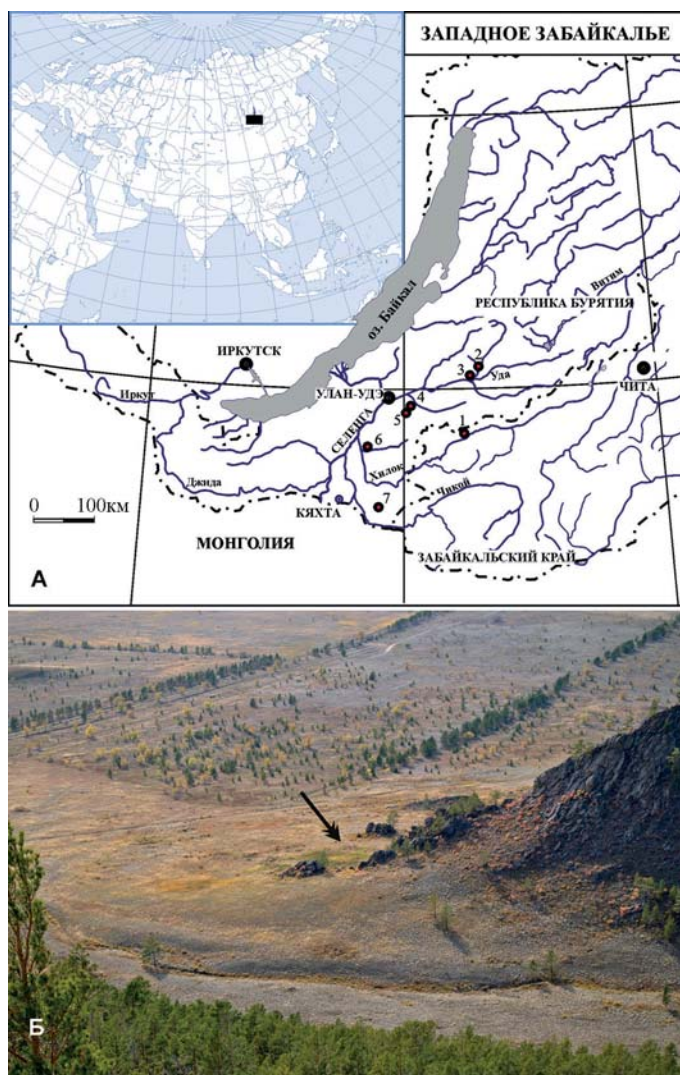 ЗАПАДНОЕ ЗАБАЙКАЛЬЕ
оз. Байкал
Витим
РЕСПУБЛИКА БУРЯТИЯ
ИРКУТСК
2
3
Уда
ЧИТА
Иркут
УЛАН-УДЭ
4
5
1
СЕЛЕНГА
6
Хилок
Джида
Чикой
7
0 100км
КЯХТА
МОНГОЛИЯ
ЗАБАЙКАЛЬСКИЙ КРАЙ
А
Б